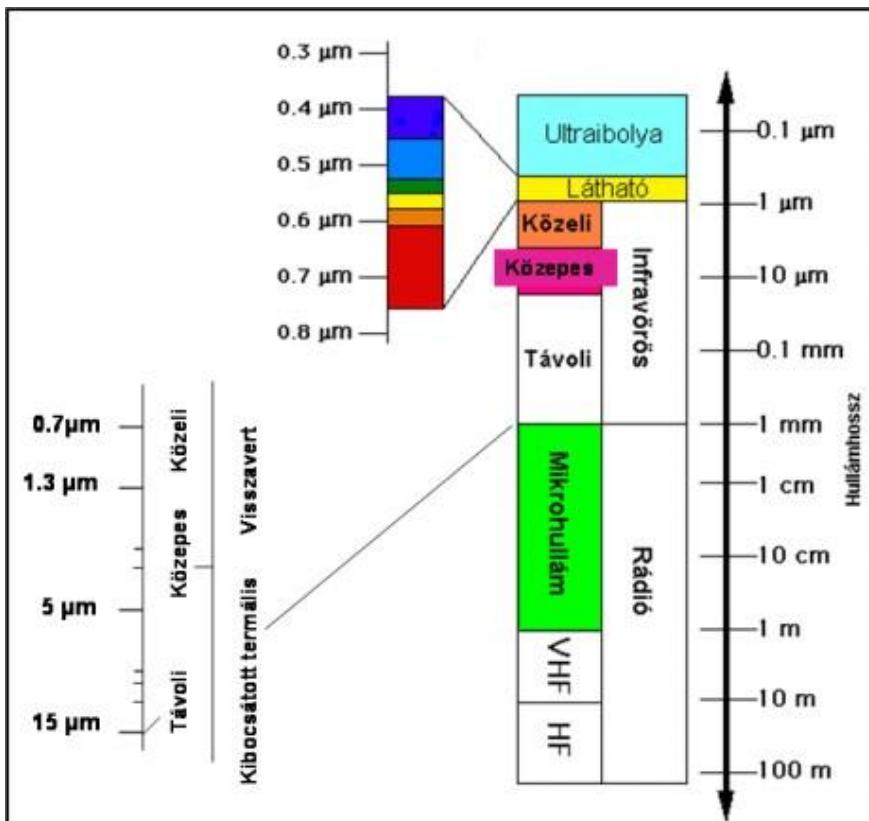 0.3 µm
0.4 µm
0.5 µm
0.6 µm
0.7 µm
0.8 µm
Ultraibolya
Látható
Közeli
Közepes
Távoli
Infravörös
Mikrohullám
VHF
HF
Rádió
0.1 µm
1 µm
10 µm
0.1 mm
1 mm
1 cm
10 cm
1 m
10 m
100 m
Hullámhossz
0.7µm
1.3 µm
5 µm
15 µm
Közeli
Közepes
Távoli
Visszavert
Kibocsátott termális